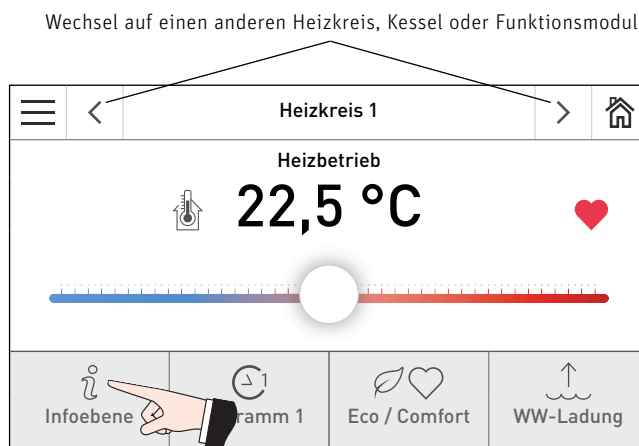 Wechsel auf einen anderen Heizkreis, Kessel oder Funktionsmodul
Heizkreis 1
Heizbetrieb
22,5 °C
1
Infoebene ramm 1 Eco / Comfort WW-Ladung